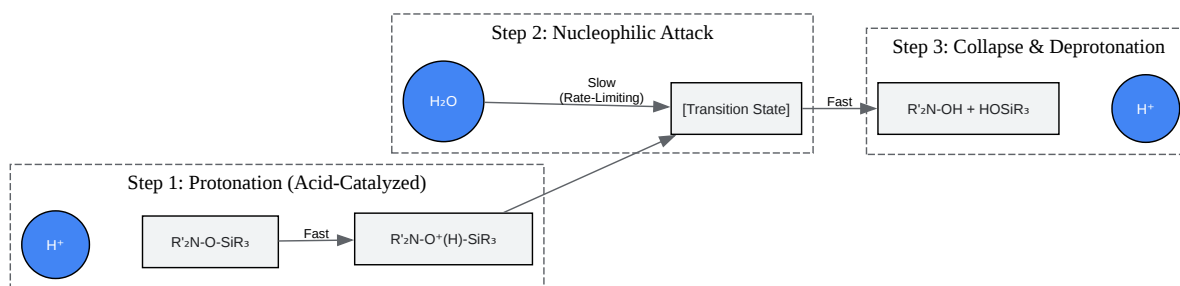 Step 1: Protonation (Acid-Catalyzed)
H⁺
R'₂N-O-SiR₃
Fast
R'₂N-O⁺(H)-SiR₃
Step 2: Nucleophilic Attack
H₂O
Slow
(Rate-Limiting)
[Transition State]
Fast
Step 3: Collapse & Deprotonation
R'₂N-OH + HOSiR₃
H⁺